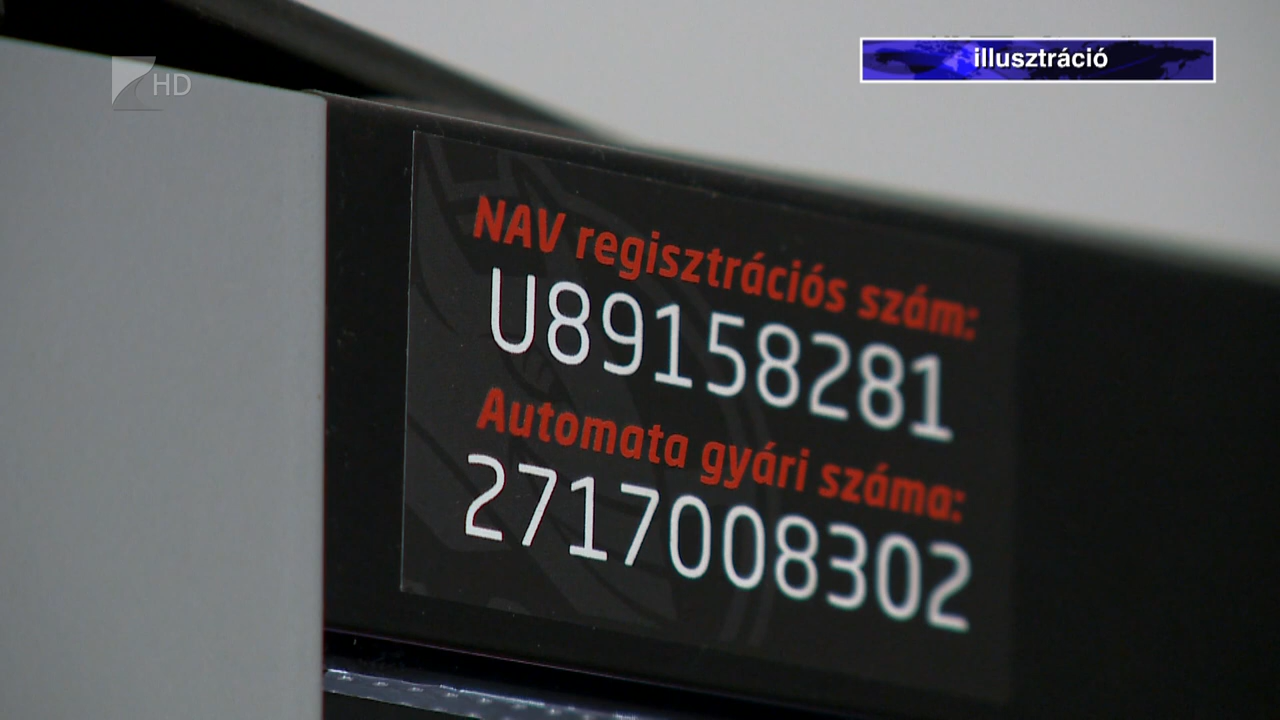 HD
illusztráció
NAV regisztrációs szám:
U89158281
Automata gyári száma:
2717008302